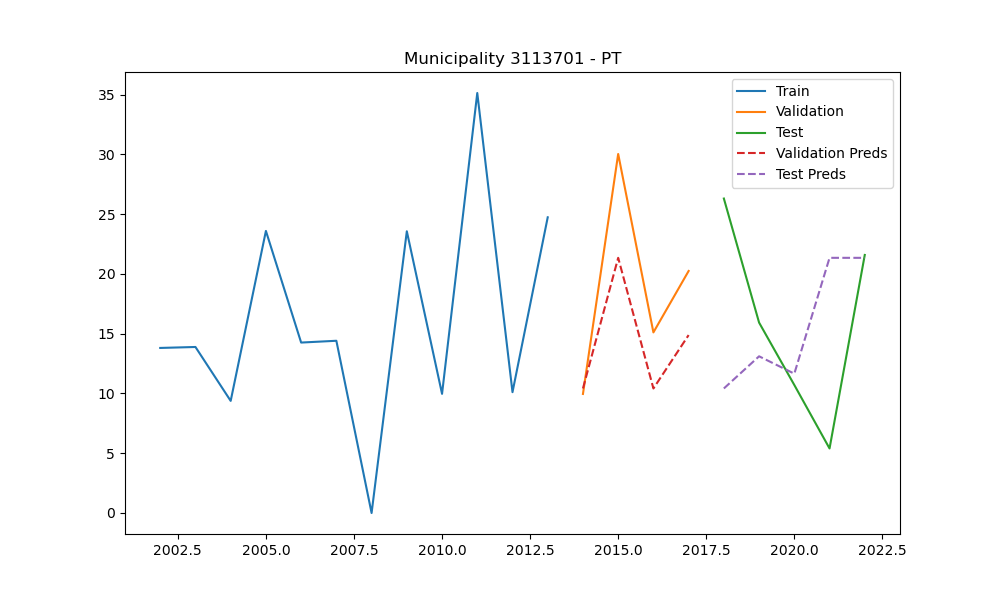 Municipality 3113701 - PT
35
30
25
20
15
10
5
0
2002.5 2005.0 2007.5 2010.0 2012.5 2015.0 2017.5 2020.0 2022.5
Train
Validation
Test
Validation Preds
Test Preds